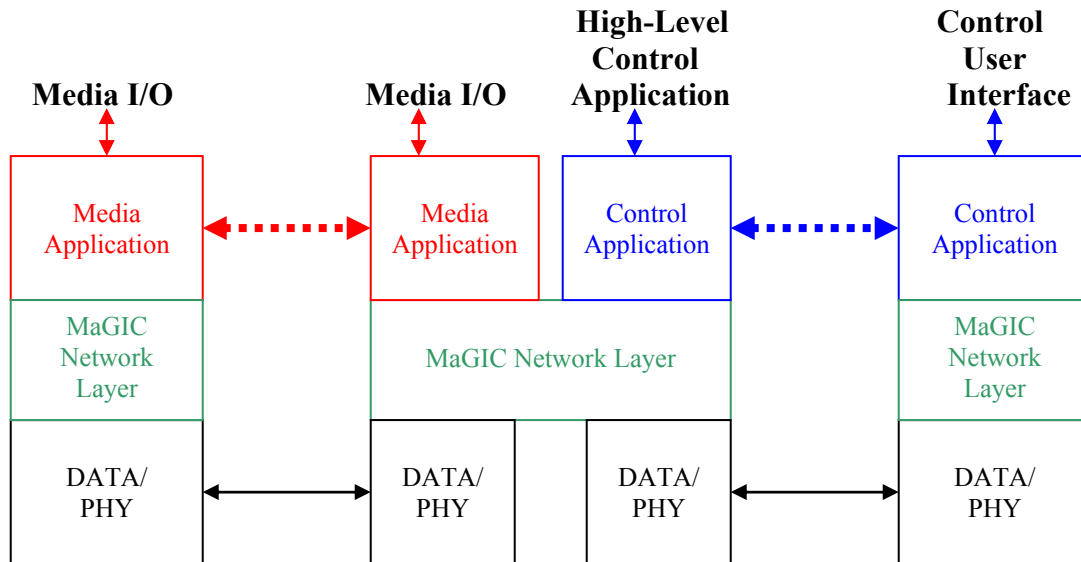 High-Level
Control
Application
Control
User
Interface
Media I/O
Media I/O
Media
Application
Media
Application
Control
Application
Control
Application
MaGIC
Network
Layer
MaGIC Network Layer
MaGIC
Network
Layer
DATA/
PHY
DATA/
PHY
DATA/
PHY
DATA/
PHY